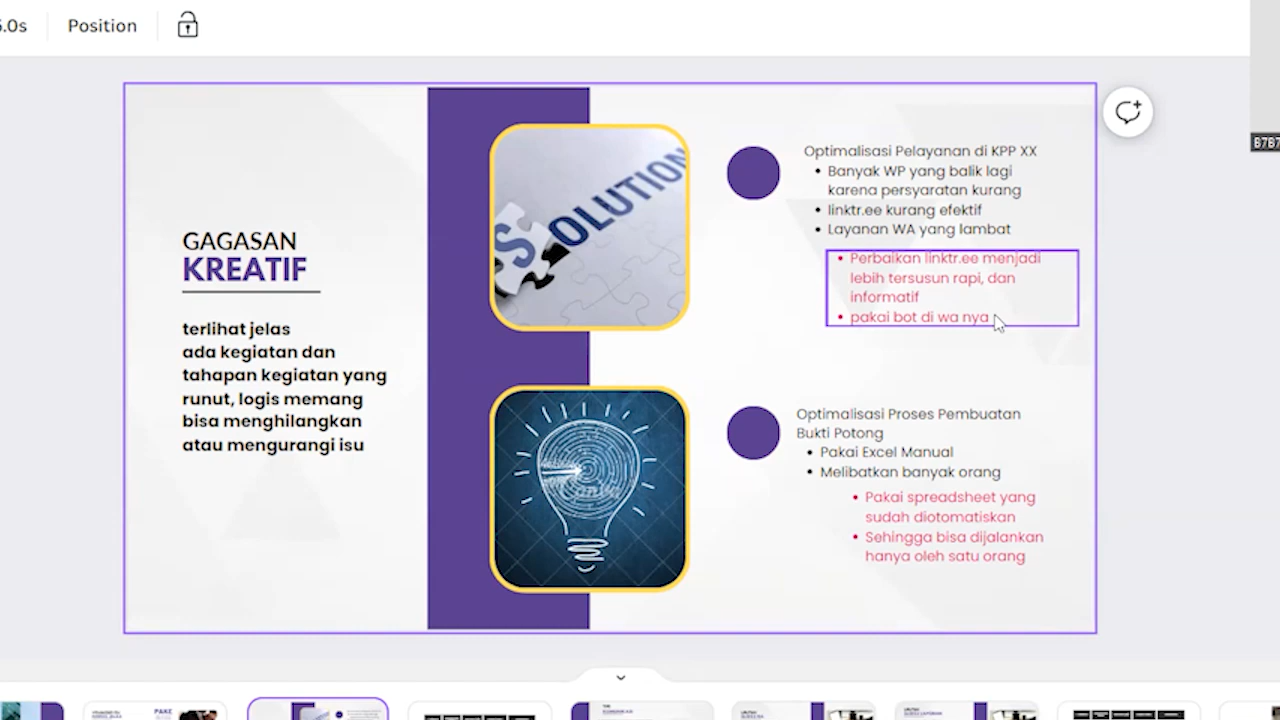 Position
GAGASAN
KREATIF
terlihat jelas
ada kegiatan dan
tahapan kegiatan yang
runut, logis memang
bisa menghilangkan
atau mengurangi isu
SOLUTION
Optimalisasi Pelayanan di KPP XX
• Banyak WP yang balik lagi
karena persyaratan kurang
• linktr.ee kurang efektif
• Layanan WA yang lambat
• Perbaikan linktr.ee menjadi
lebih tersusun rapi, dan
informatif
• pakai bot di wa nya
Optimalisasi Proses Pembuatan
Bukti Potong
• Pakai Excel Manual
• Melibatkan banyak orang
• Pakai spreadsheet yang
sudah diotomatiskan
• Sehingga bisa dijalankan
hanya oleh satu orang